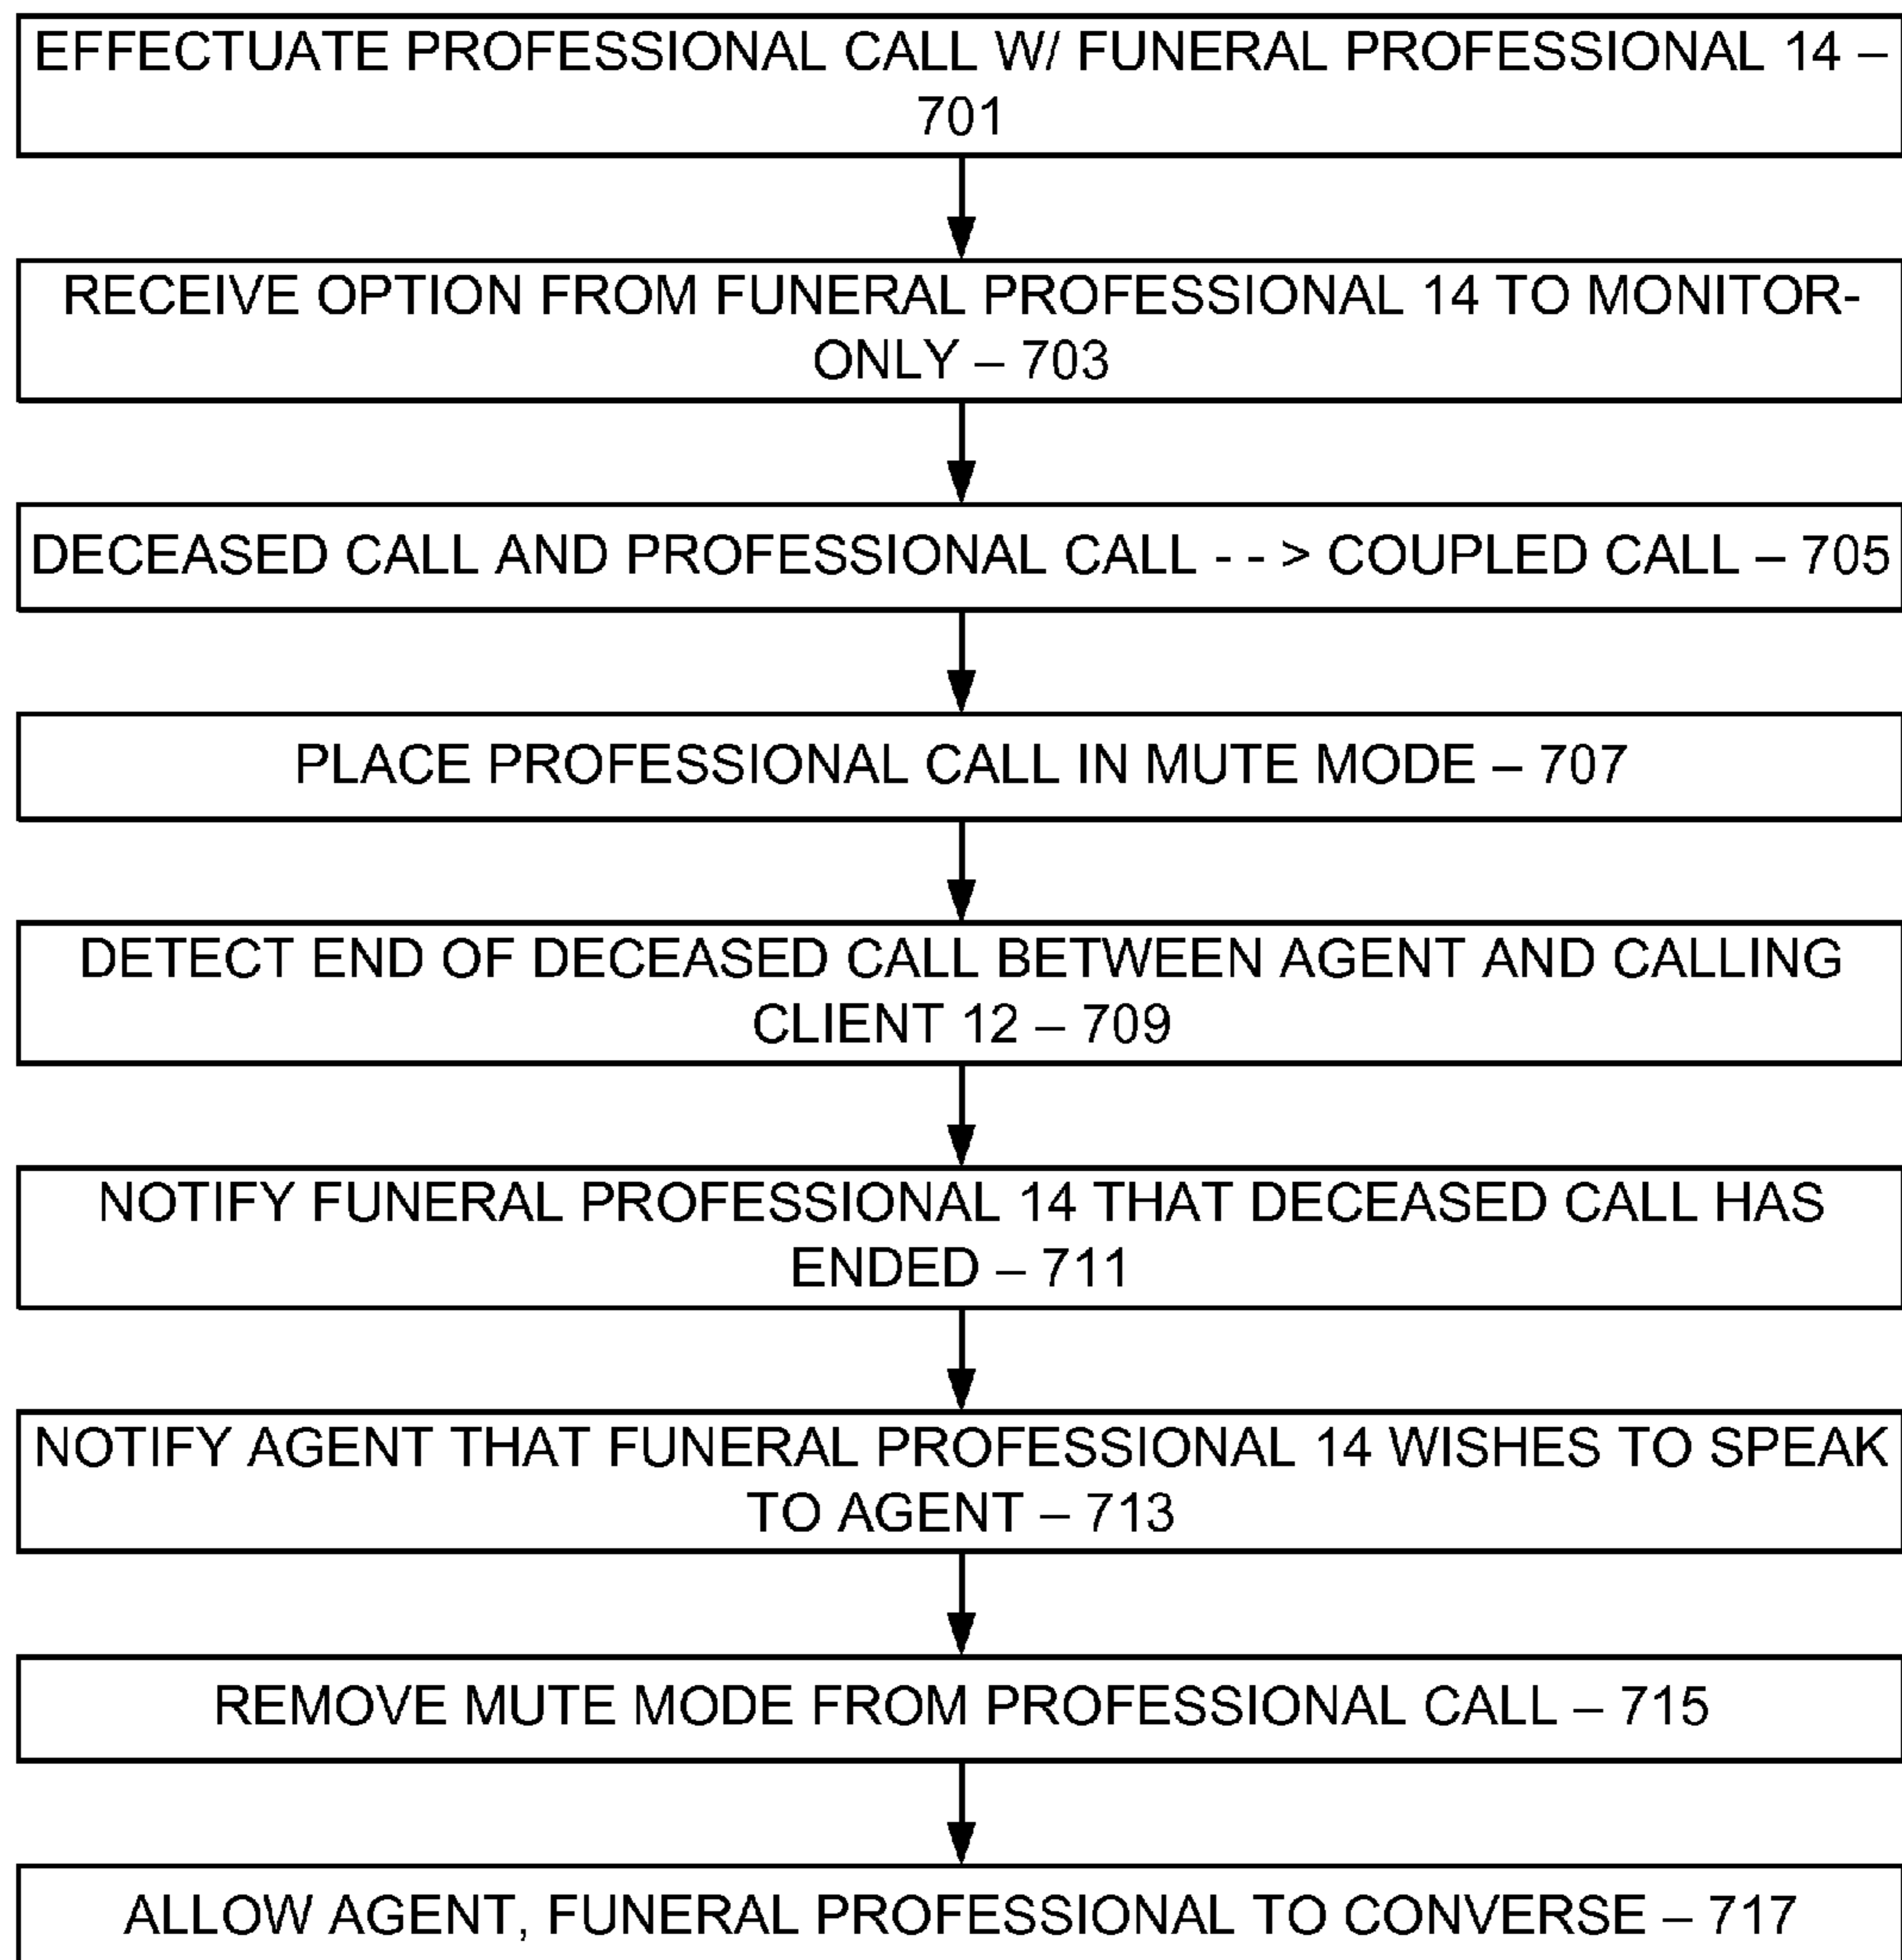 EFFECTUATE PROFESSIONAL CALL W/ FUNERAL PROFESSIONAL 14 –
701
RECEIVE OPTION FROM FUNERAL PROFESSIONAL 14 TO MONITOR-
ONLY – 703
DECEASED CALL AND PROFESSIONAL CALL - - > COUPLED CALL – 705
PLACE PROFESSIONAL CALL IN MUTE MODE – 707
DETECT END OF DECEASED CALL BETWEEN AGENT AND CALLING
CLIENT 12 – 709
NOTIFY FUNERAL PROFESSIONAL 14 THAT DECEASED CALL HAS
ENDED – 711
NOTIFY AGENT THAT FUNERAL PROFESSIONAL 14 WISHES TO SPEAK
TO AGENT – 713
REMOVE MUTE MODE FROM PROFESSIONAL CALL – 715
ALLOW AGENT, FUNERAL PROFESSIONAL TO CONVERSE – 717